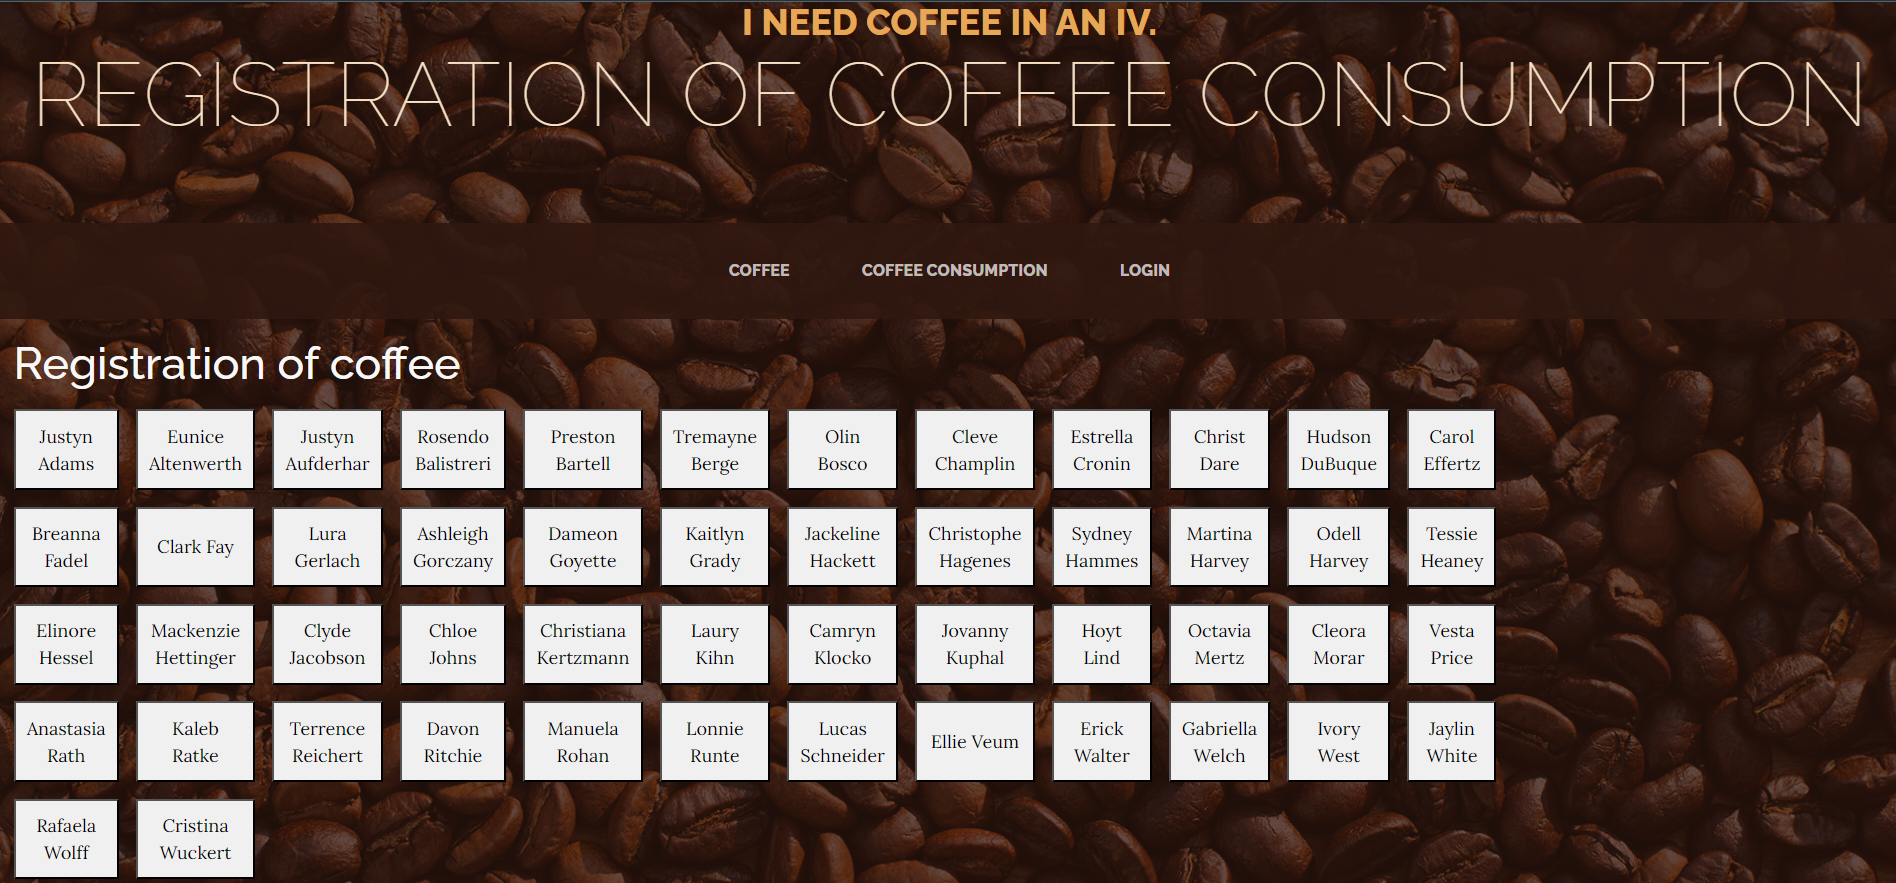 I NEED COFFEE IN AN IV.
REGISTRATION OF COFFEE CONSUMPTION
COFFEE COFFEE CONSUMPTION LOGIN
Registration of coffee
Justyn Adams
Eunice Altenwerth
Justyn Aufderhar
Rosendo Balistreri
Preston Bartell
Tremayne Berge
Olin Bosco
Cleve Champlin
Estrella Cronin
Christ Dare
Hudson DuBuque
Carol Effertz
Breanna Fadel
Clark Fay
Lura Gerlach
Ashleigh Gorczany
Dameon Goyette
Kaitlyn Grady
Jackeline Hackett
Christophe Hagenes
Sydney Hammes
Martina Harvey
Odell Harvey
Tessie Heaney
Elinore Hessel
Mackenzie Hettinger
Clyde Jacobson
Chloe Johns
Christiana Kertzmann
Laury Kihn
Camryn Klocko
Jovanny Kuphal
Hoyt Lind
Octavia Mertz
Cleora Morar
Vesta Price
Anastasia Rath
Kaleb Ratke
Terrence Reichert
Davon Ritchie
Manuela Rohan
Lonnie Runte
Lucas Schneider
Ellie Veum
Erick Walter
Gabriella Welch
Ivory West
Jaylin White
Rafaela Wolff
Cristina Wuckert